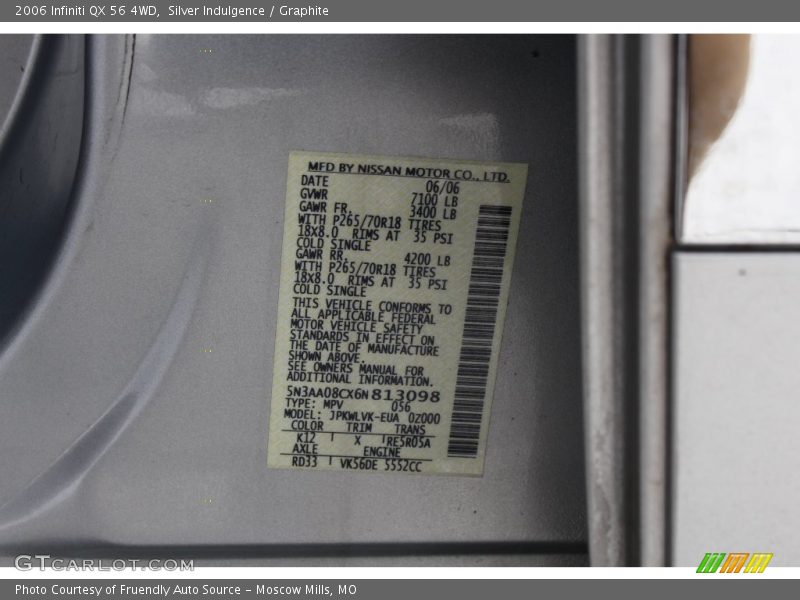 2006 Infiniti QX 56 4WD,  Silver Indulgence / Graphite
MFD BY NISSAN MOTOR CO., LTD.
DATE 06/06
GVWR 7100 LB
GAWR FR. 3400 LB
WITH P265/70R18 TIRES
18X8.0 RIMS AT 35 PSI
COLD SINGLE
GAWR RR. 4200 LB
WITH P265/70R18 TIRES
18X8.0 RIMS AT 35 PSI
COLD SINGLE
THIS VEHICLE CONFORMS TO
ALL APPLICABLE FEDERAL
MOTOR VEHICLE SAFETY
STANDARDS IN EFFECT ON
THE DATE OF MANUFACTURE
SHOWN ABOVE.
SEE OWNERS MANUAL FOR
ADDITIONAL INFORMATION.
5N3AA08CX6N813098
TYPE: MPV 056
MODEL: JPKWLVK-EUA 0Z000
COLOR TRIM TRANS
K12 X RE5R05A
AXLE ENGINE
RD33 VK56DE 5552CC
GTCARLOT.COM
Photo Courtesy of Fruendly Auto Source – Moscow Mills, MO